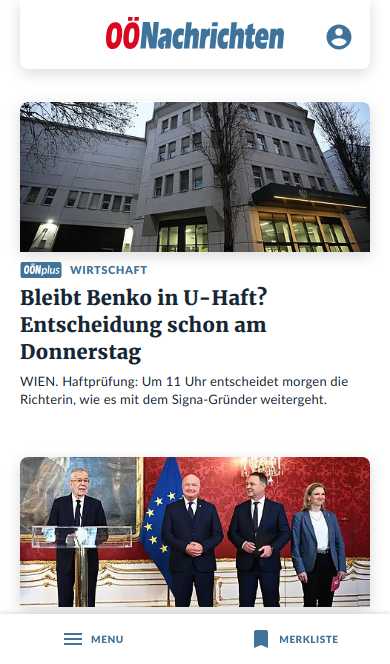 OÖNachrichten
OÖNplus WIRTSCHAFT
Bleibt Benko in U-Haft?
Entscheidung schon am
Donnerstag
WIEN. Haftprüfung: Um 11 Uhr entscheidet morgen die
Richterin, wie es mit dem Signa-Gründer weitergeht.
MENU MERKLISTE